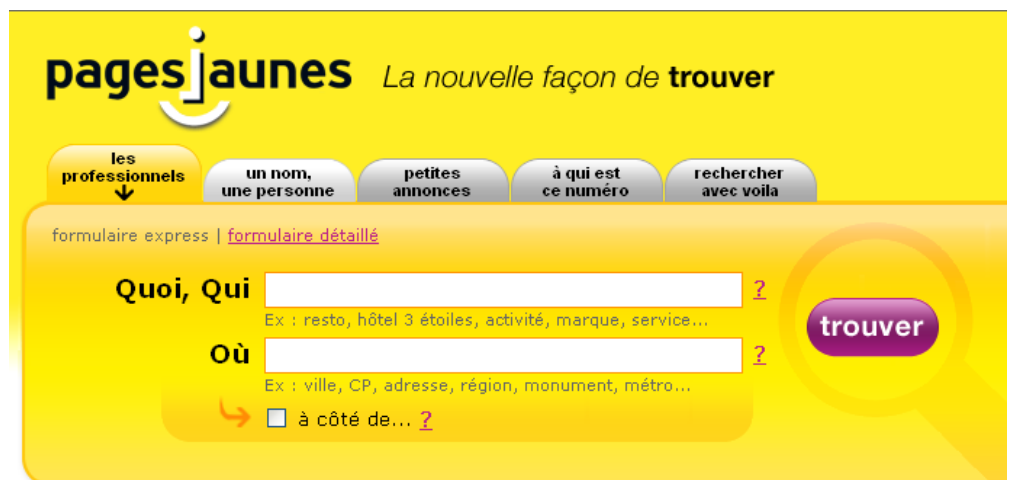 pagesjaunes La nouvelle façon de trouver
les professionnels
un nom, une personne
petites annonces
à qui est ce numéro
rechercher avec voila
formulaire express | formulaire détaillé
Quoi, Qui ?
Ex : resto, hôtel 3 étoiles, activité, marque, service...
trouver
Où ?
Ex : ville, CP, adresse, région, monument, métro...
à côté de... ?